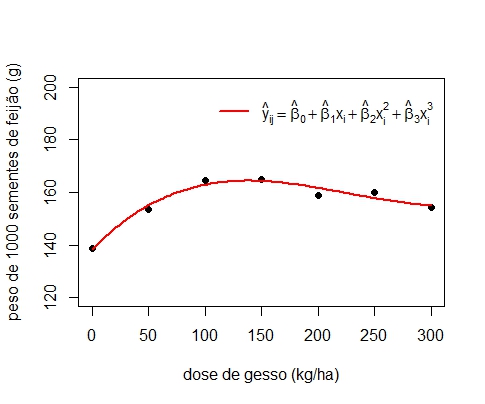 ŷij = β̂0 + β̂1xi + β̂2xi² + β̂3xi³
peso de 1000 sementes de feijão (g)
200
180
160
140
120
0 50 100 150 200 250 300
dose de gesso (kg/ha)